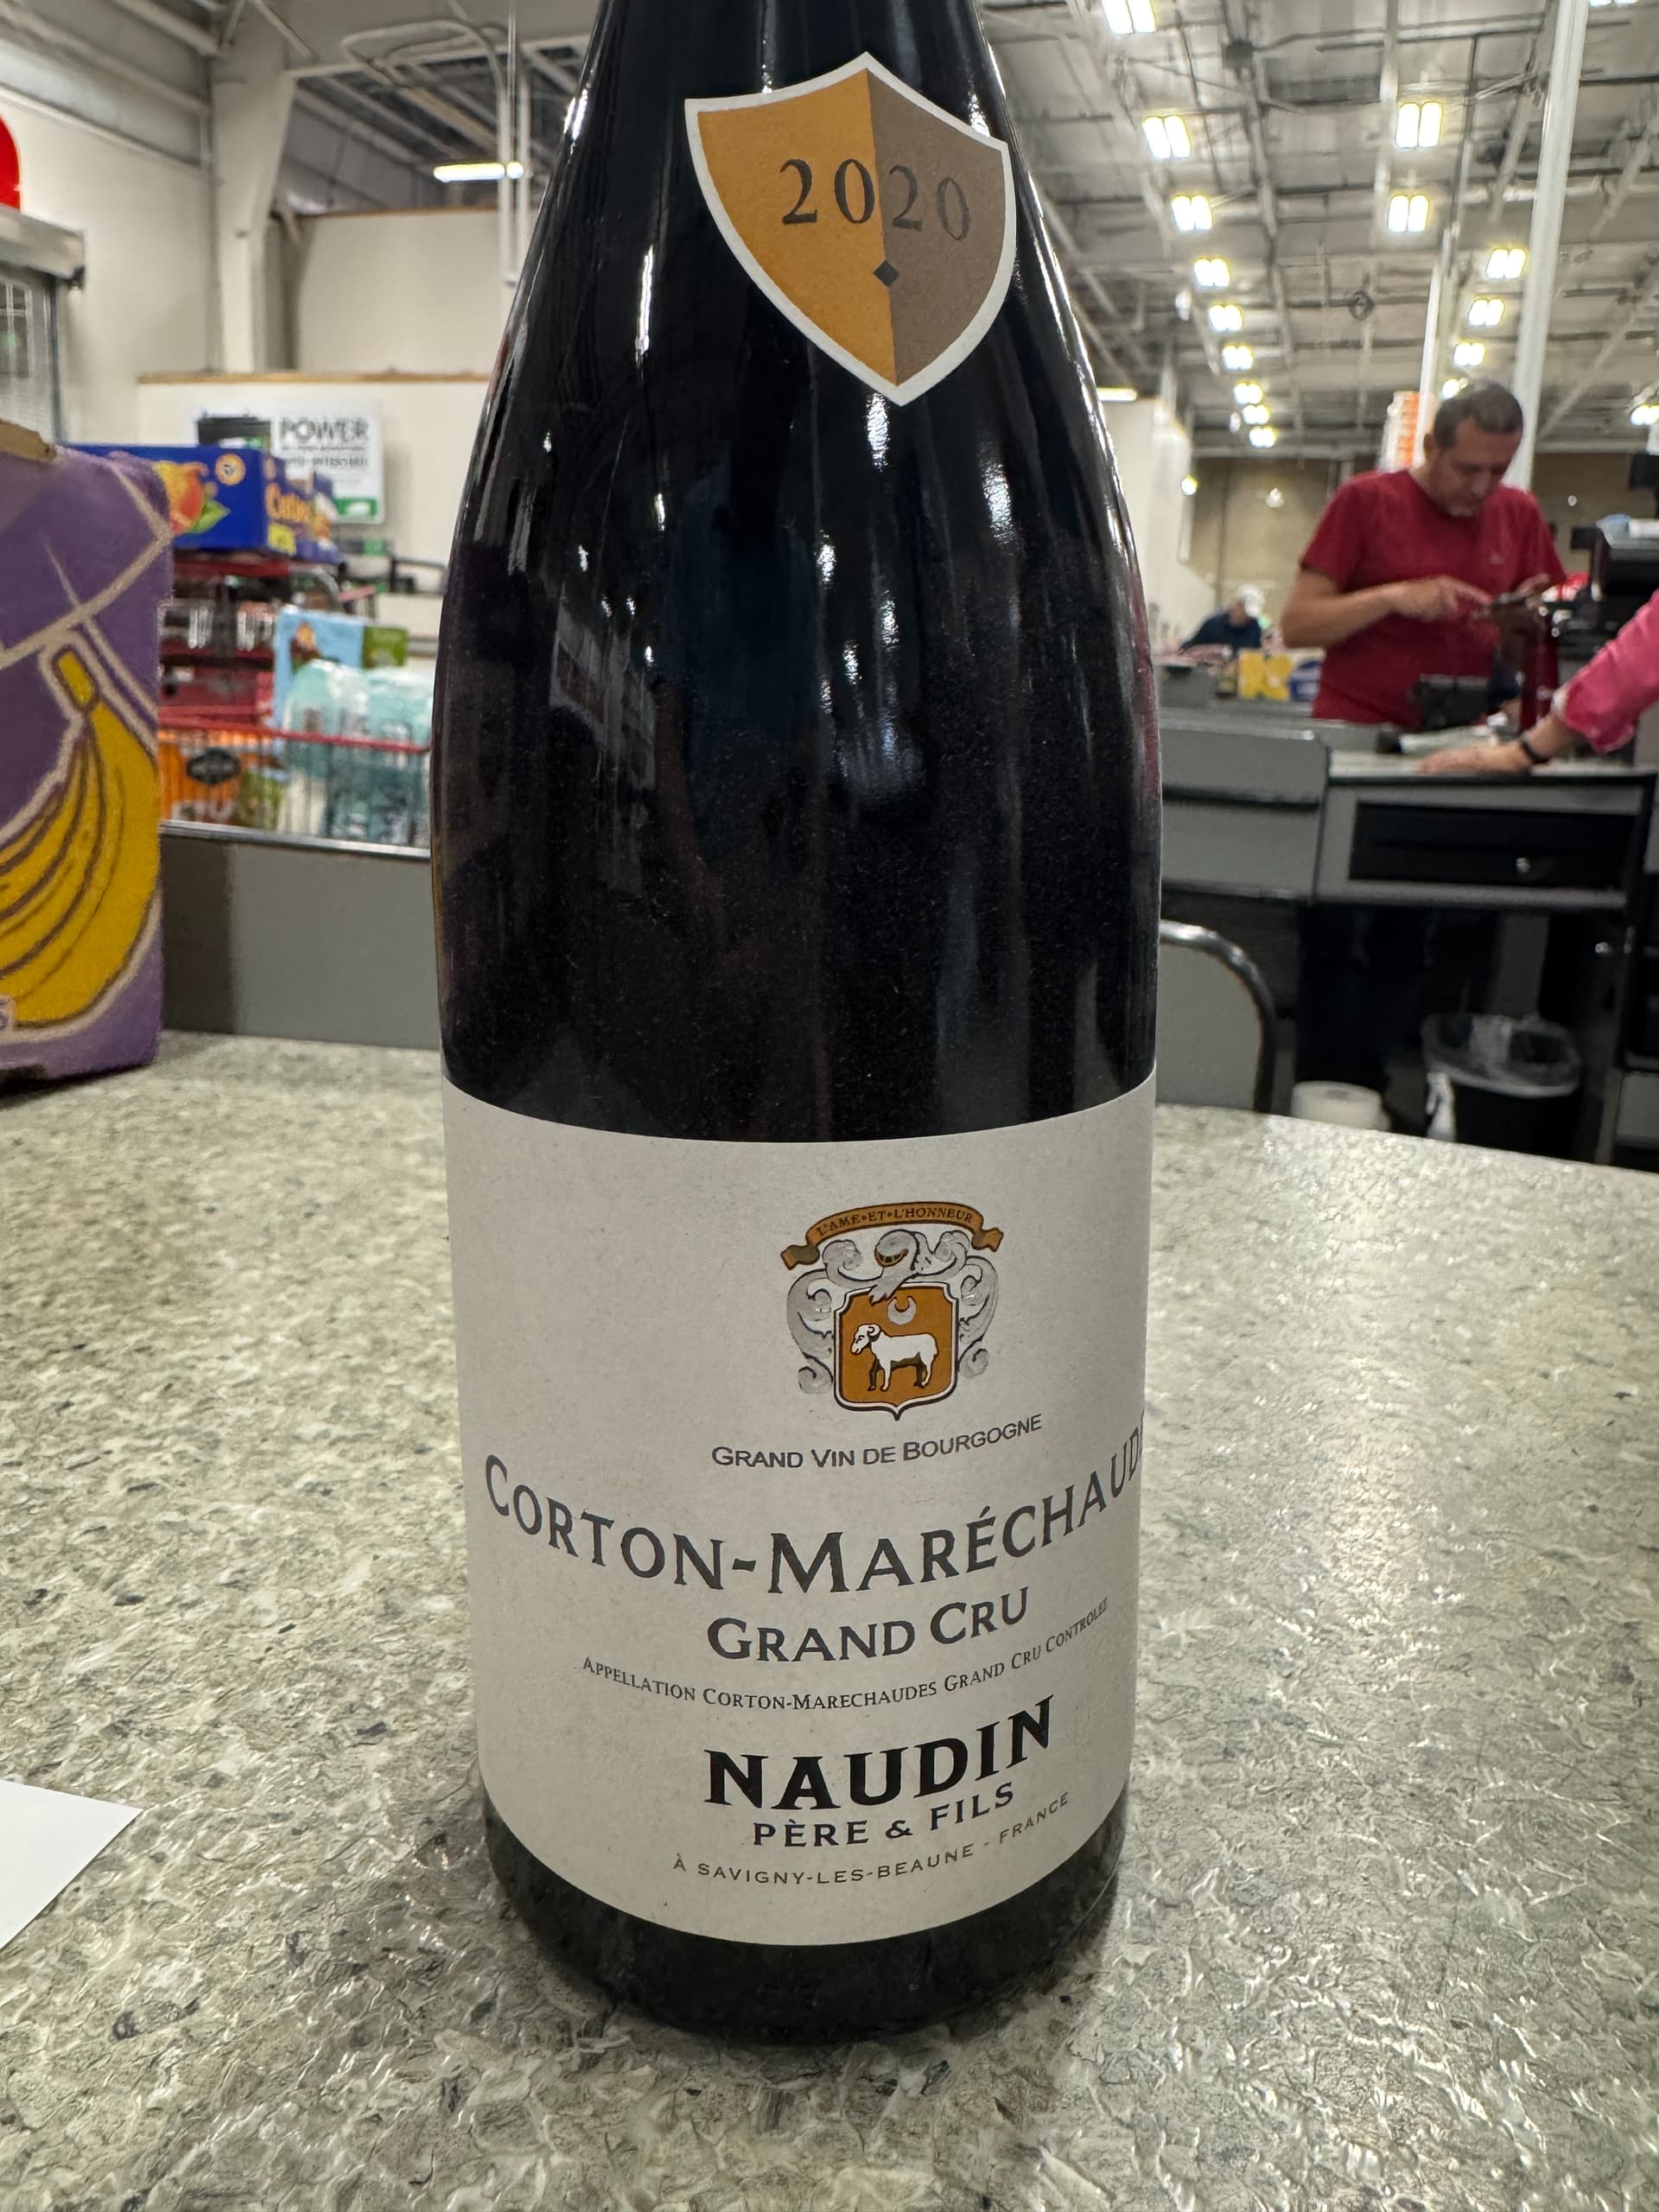 2020
POWER
Cuties
L'AME•ET•L'HONNEUR
GRAND VIN DE BOURGOGNE
CORTON-MARÉCHAUD
GRAND CRU
APPELLATION CORTON-MARECHAUDES GRAND CRU CONTROLEE
NAUDIN
PÈRE & FILS
À SAVIGNY-LES-BEAUNE - FRANCE